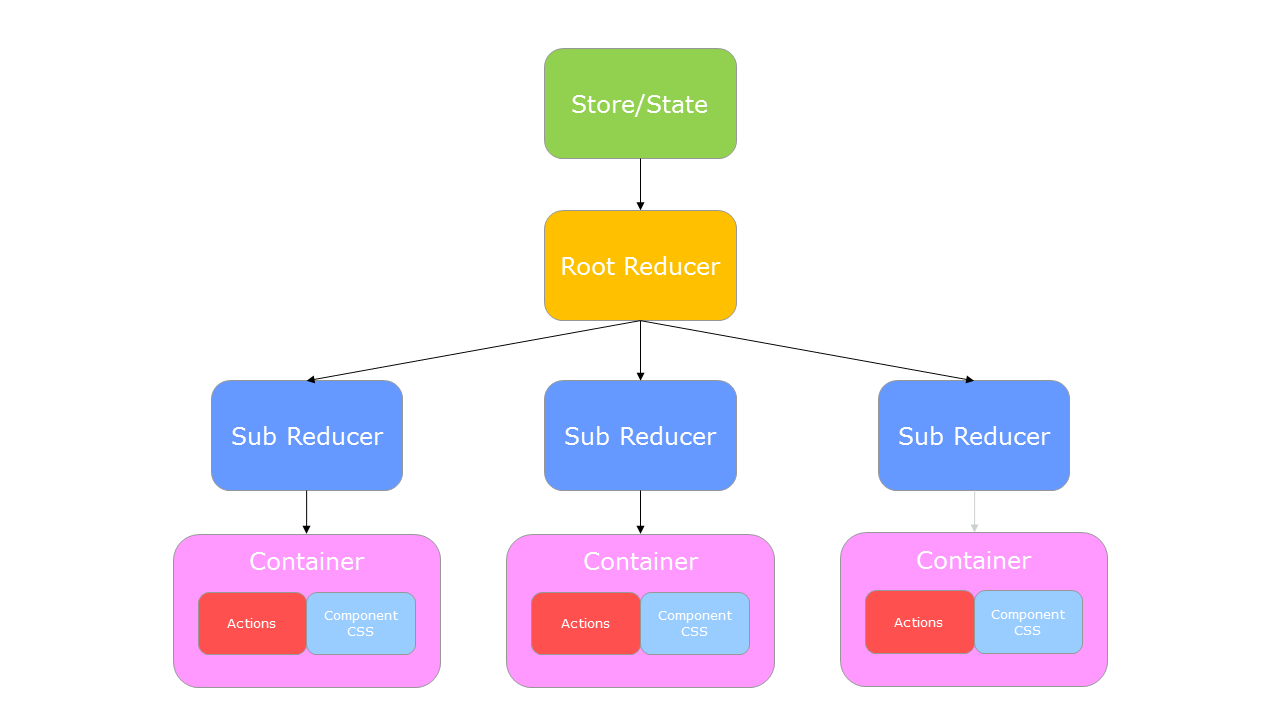 Store/State
Root Reducer
Sub Reducer
Sub Reducer
Sub Reducer
Container
Actions
Component
CSS
Container
Actions
Component
CSS
Container
Actions
Component
CSS